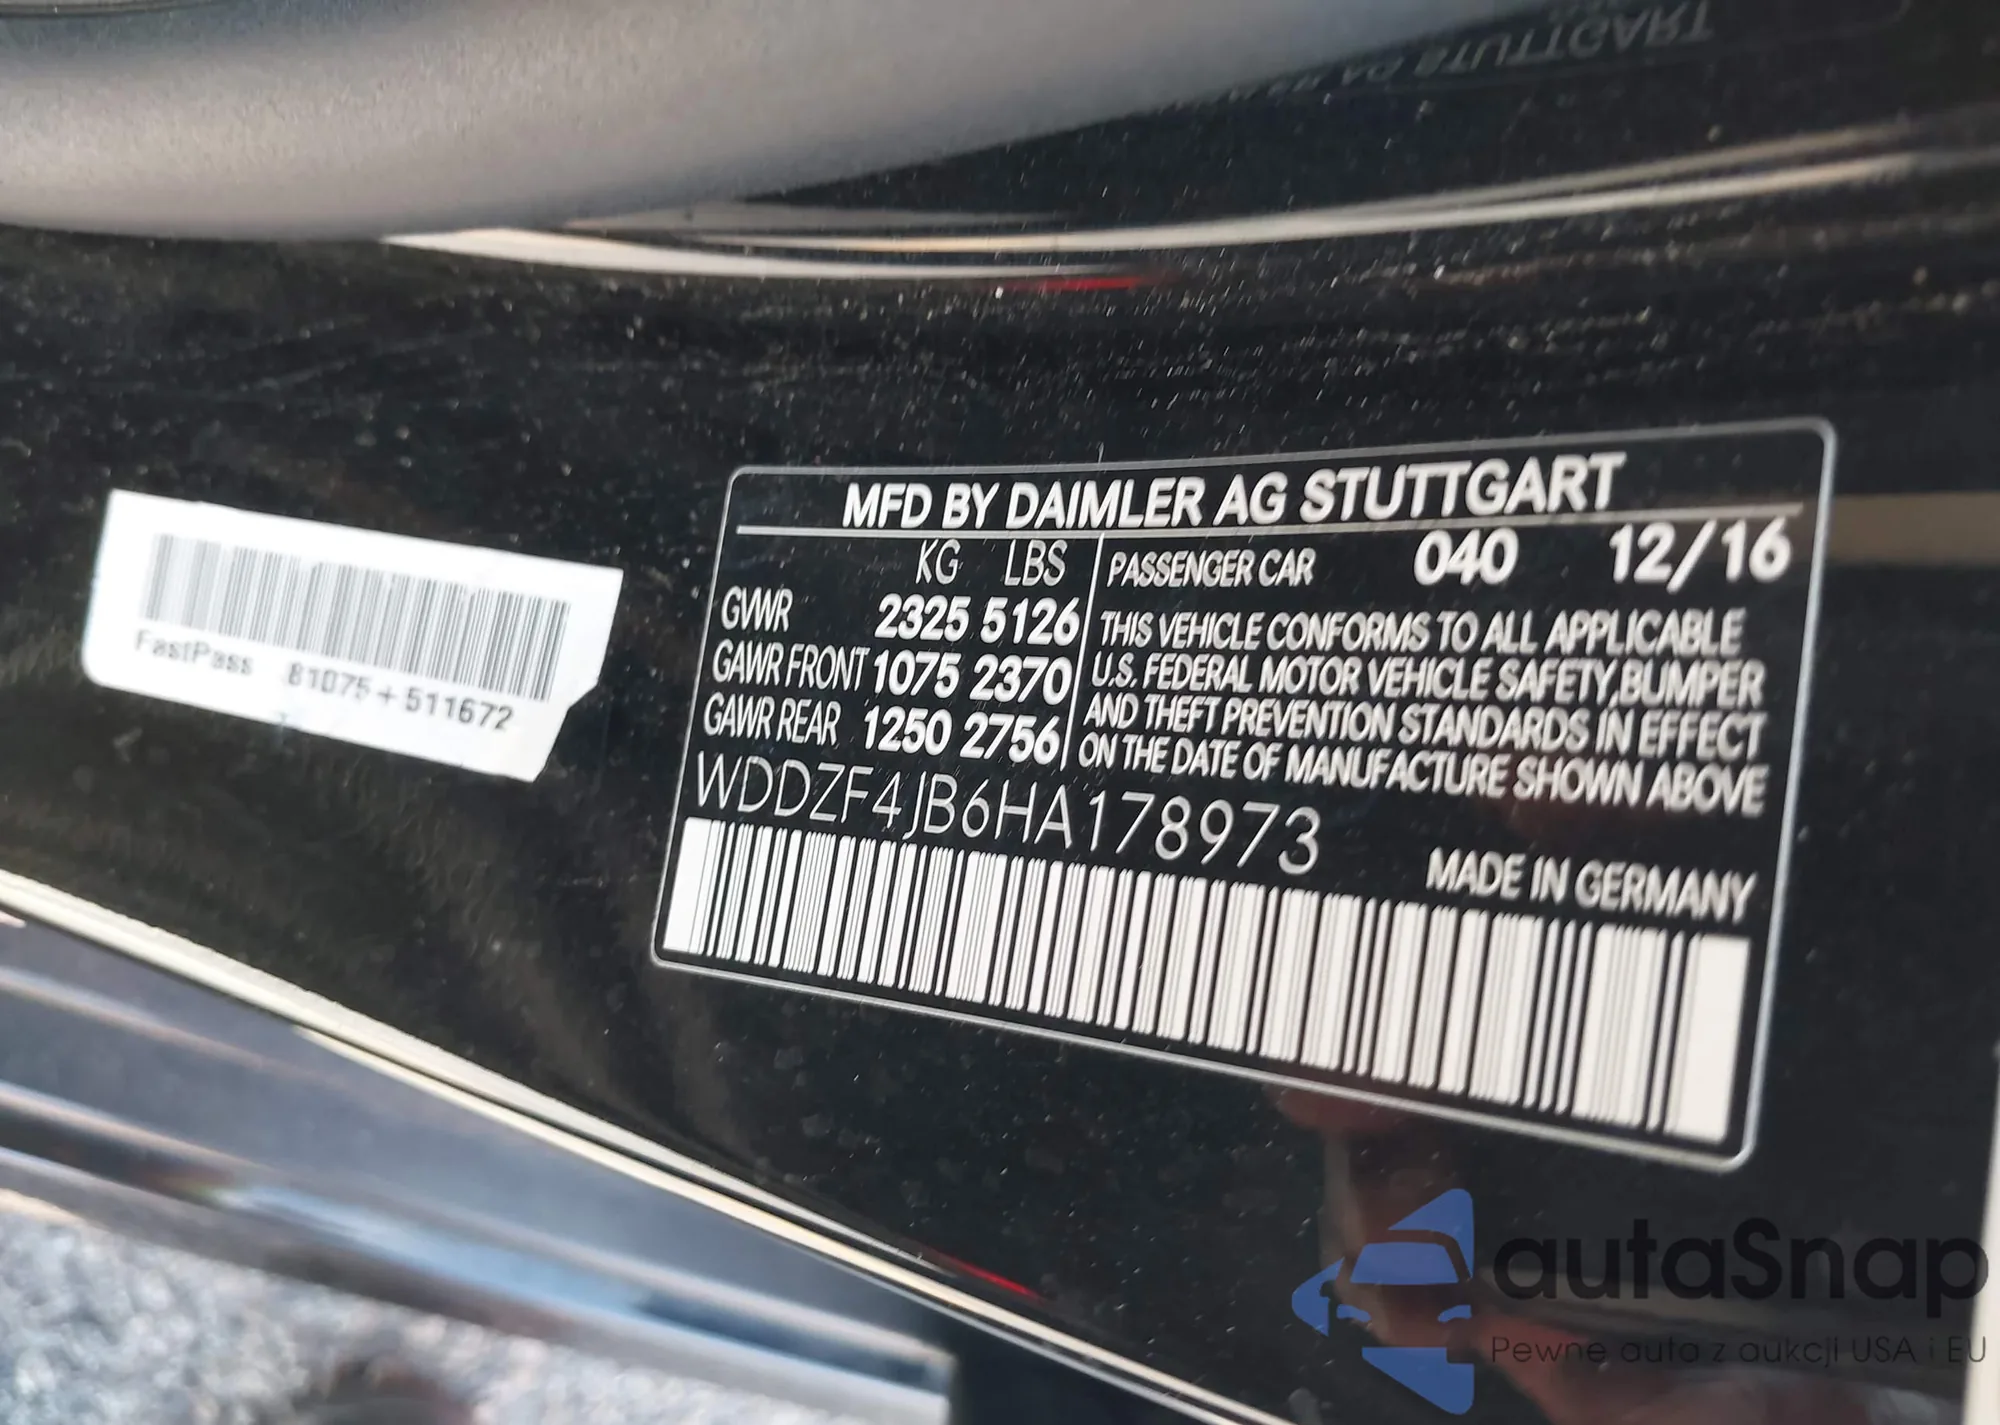 MFD BY DAIMLER AG STUTTGART
KG LBS
GVWR 2325 5126
GAWR FRONT 1075 2370
GAWR REAR 1250 2756
PASSENGER CAR 040 12/16
THIS VEHICLE CONFORMS TO ALL APPLICABLE
U.S. FEDERAL MOTOR VEHICLE SAFETY,BUMPER
AND THEFT PREVENTION STANDARDS IN EFFECT
ON THE DATE OF MANUFACTURE SHOWN ABOVE
WDDZF4JB6HA178973
MADE IN GERMANY
FastPass 81075+511672
autaSnap
Pewne auta z aukcji USA i EU